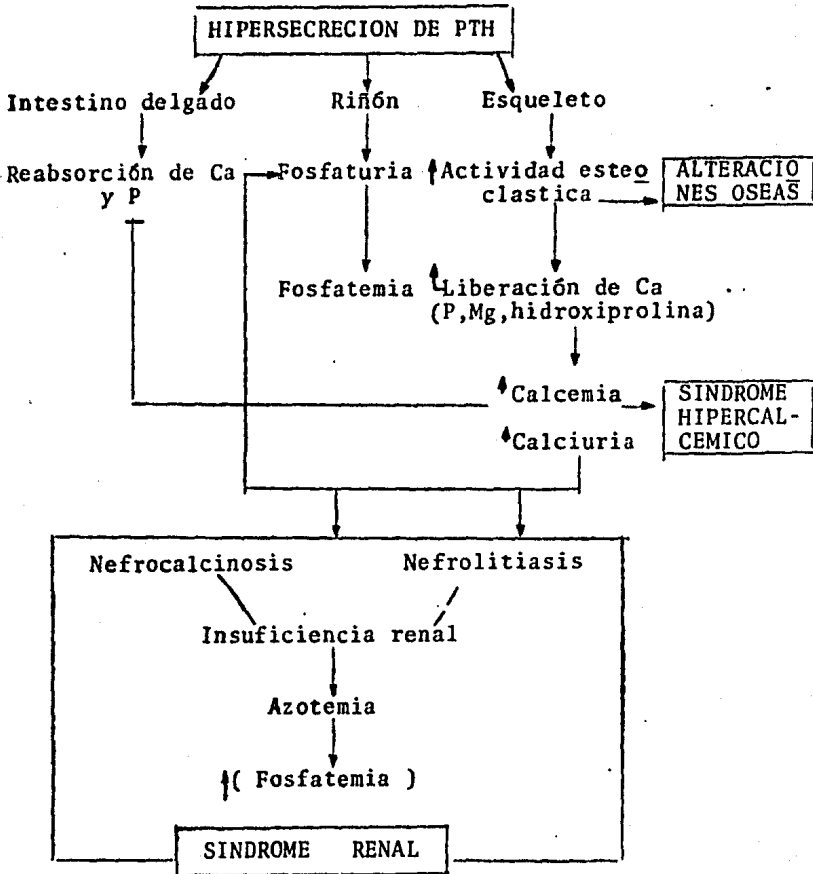 HIPERSECRECION DE PTH
Intestino delgado Riñón Esqueleto
Reabsorción de Ca y P
Fosfaturia
Actividad esteo
clastica
ALTERACIO
NES OSEAS
Fosfatemia
Liberación de Ca
(P,Mg,hidroxiprolina)
Calcemia
Calciuria
SINDROME
HIPERCAL-
CEMICO
Nefrocalcinosis Nefrolitiasis
Insuficiencia renal
Azotemia
( Fosfatemia )
SINDROME RENAL